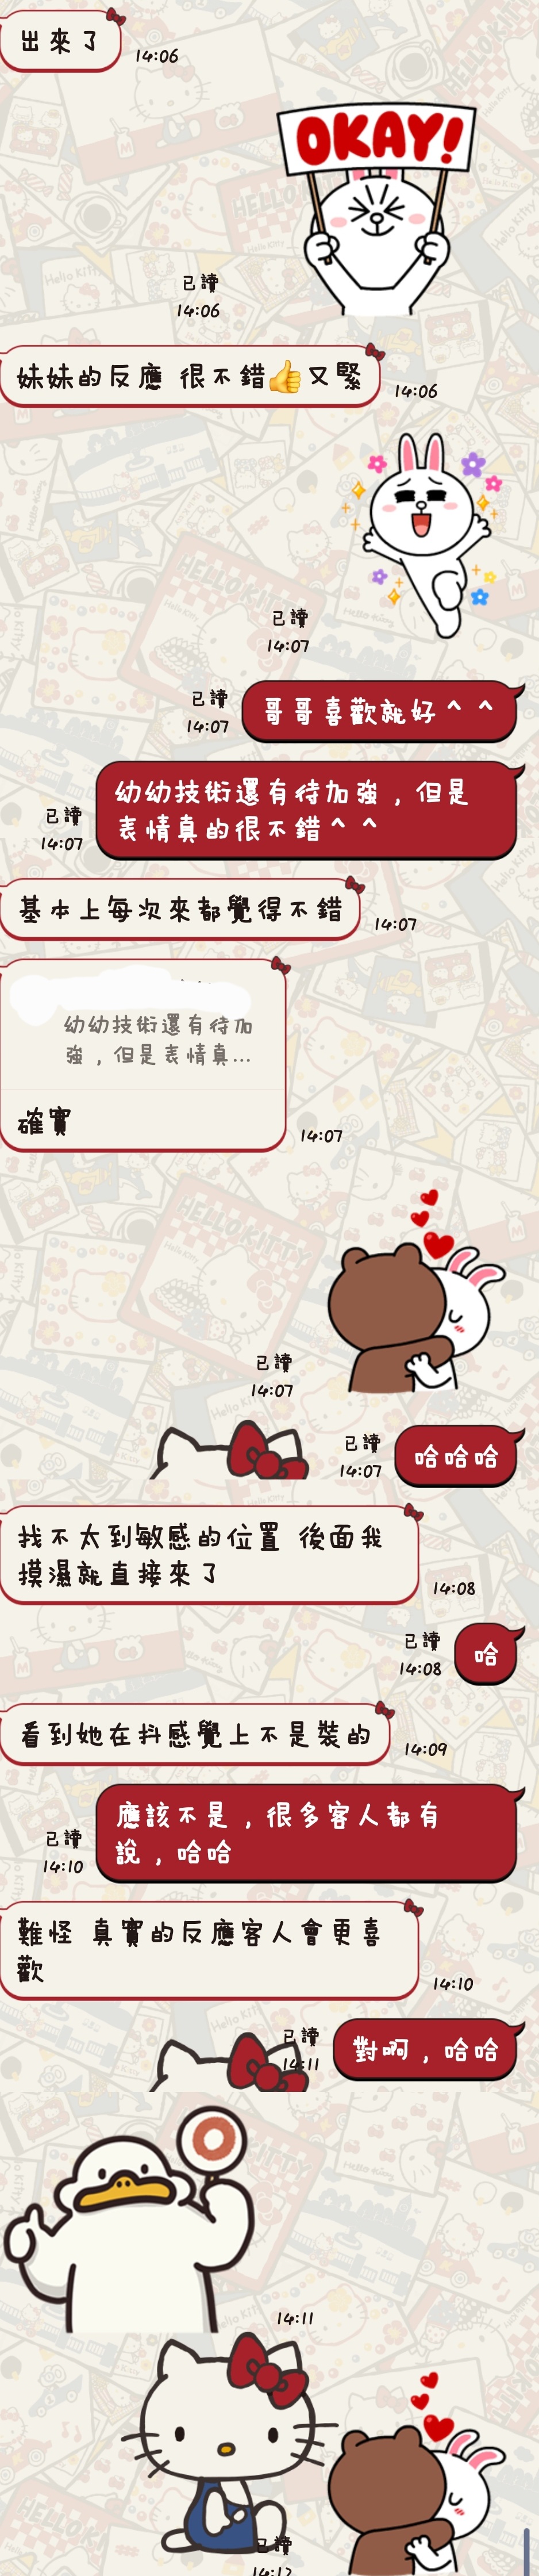 出來了
14:06
OKAY!
已讀
14:06
妹妹的反應 很不錯👍又緊
14:06
已讀
14:07
哥哥喜歡就好^ ^
已讀
14:07
幼幼技術還有待加強，但是
表情真的很不錯^ ^
已讀
14:07
基本上每次來都覺得不錯
14:07
幼幼技術還有待加
強，但是表情真...
確實
14:07
已讀
14:07
哈哈哈
已讀
14:07
找不太到敏感的位置 後面我
摸濕就直接來了
14:08
哈
已讀
14:08
看到她在抖感覺上不是裝的
14:09
應該不是，很多客人都有
說，哈哈
已讀
14:10
難怪 真實的反應客人會更喜
歡
14:10
對啊，哈哈
已讀
14:11
14:11
已讀
14:12